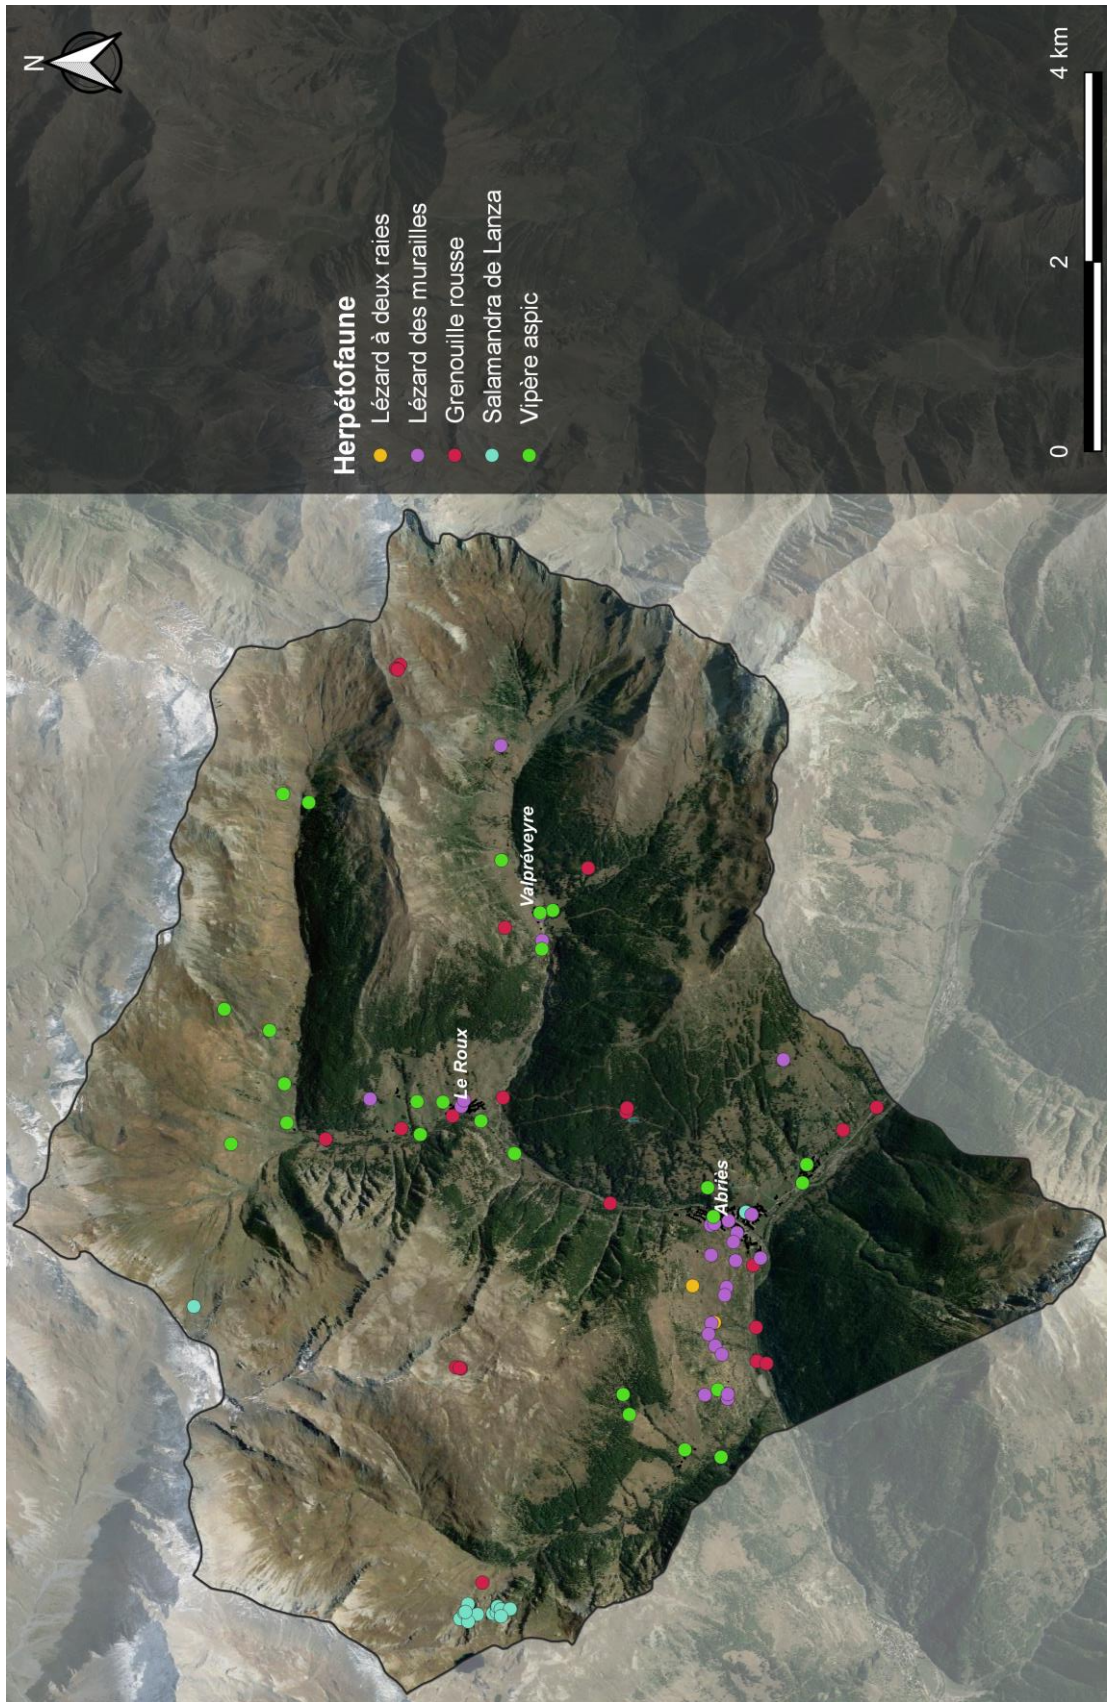 N
Herpétofaune
Lézard à deux raies
Lézard des murailles
Grenouille rousse
Salamandra de Lanza
Vipère aspic
Valpréveyre
Le Roux
Abriès
0 2 4 km